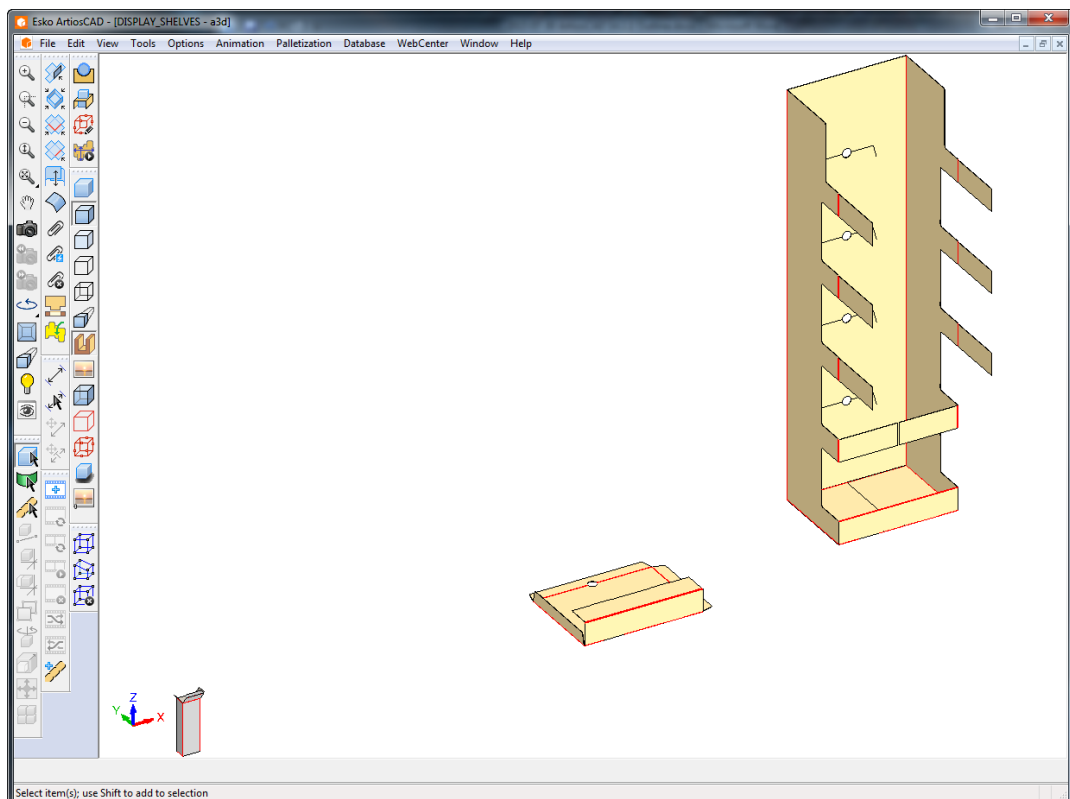 Esko ArtiosCAD - [DISPLAY_SHELVES - a3d]
File Edit View Tools Options Animation Palletization Database WebCenter Window Help
Z
Y
X
Select item(s); use Shift to add to selection